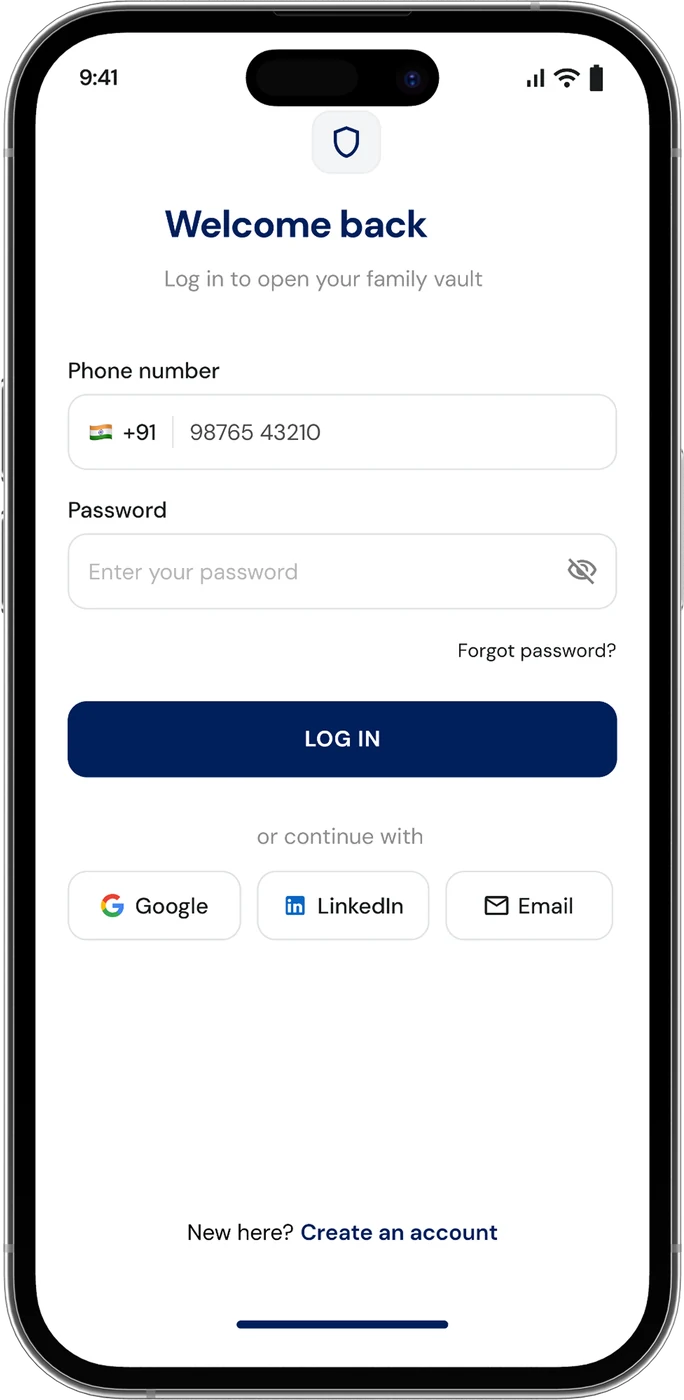 9:41
Welcome back
Log in to open your family vault
Phone number
+91 98765 43210
Password
Enter your password
Forgot password?
LOG IN
or continue with
Google LinkedIn Email
New here? Create an account